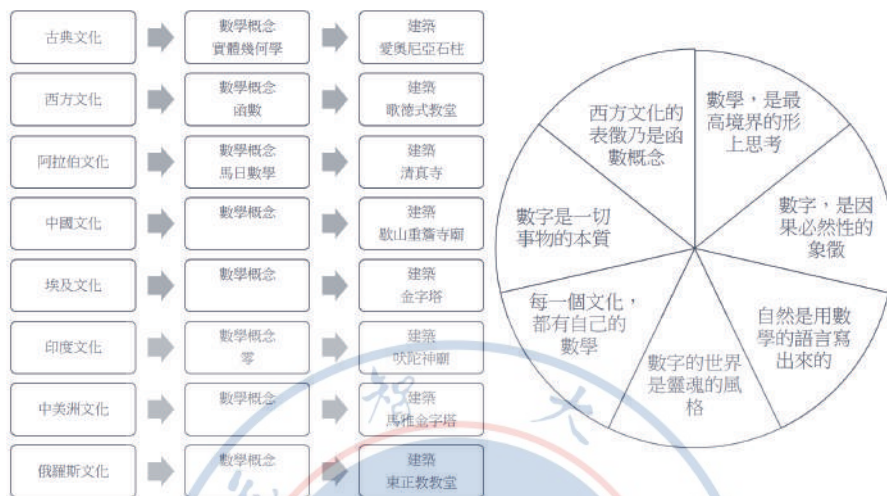 古典文化
數學概念
實體幾何學
建築
愛奧尼亞石柱
西方文化
數學概念
函數
建築
歌德式教堂
阿拉伯文化
數學概念
馬日數學
建築
清真寺
中國文化
數學概念
建築
歇山重簷寺廟
埃及文化
數學概念
建築
金字塔
印度文化
數學概念
零
建築
吠陀神廟
中美洲文化
數學概念
建築
馬雅金字塔
俄羅斯文化
數學概念
建築
東正教教堂
數學，是最
高境界的形
上思考
數字，是因
果必然性的
象徵
自然是用數
學的語言寫
出來的
數字的世界
是靈魂的風
格
每一個文化，
都有自己的
數學
數字是一切
事物的本質
西方文化的
表徵乃是函
數概念
大